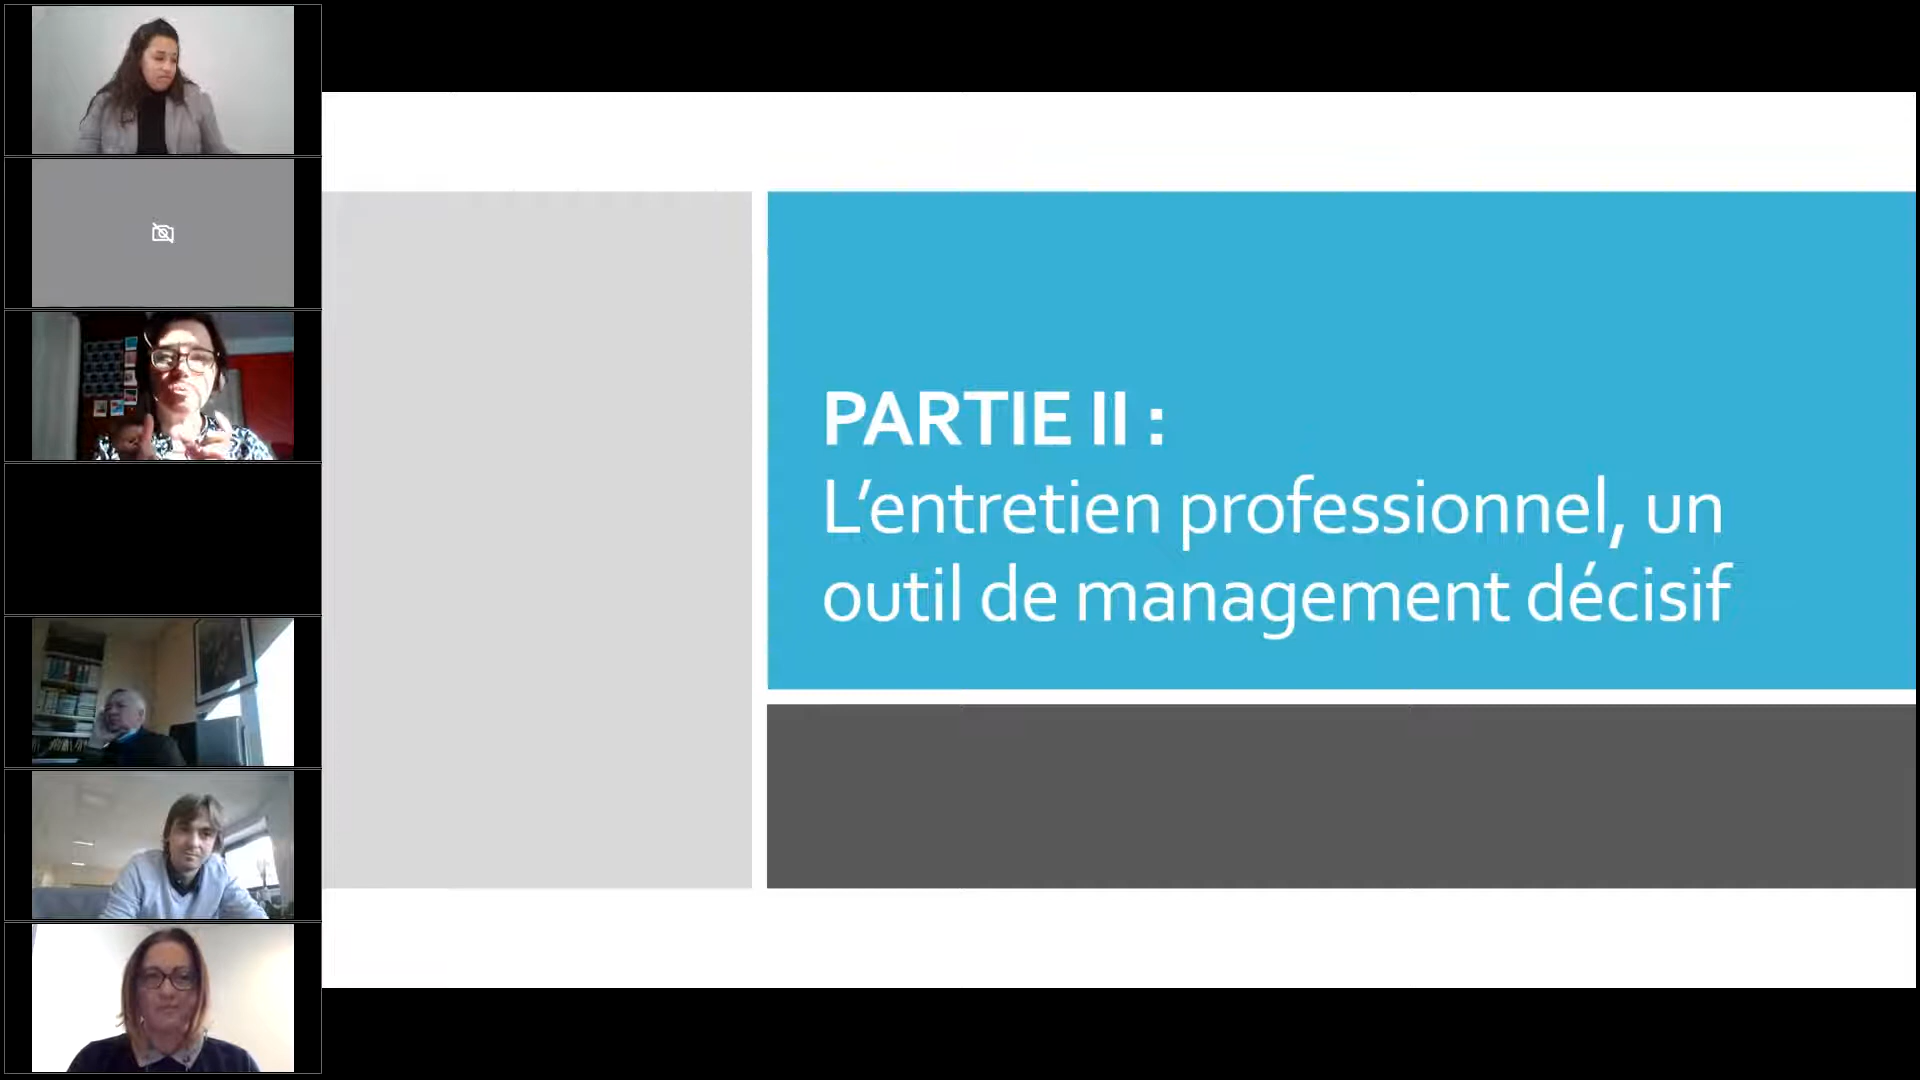 PARTIE II :
L’entretien professionnel, un
outil de management décisif